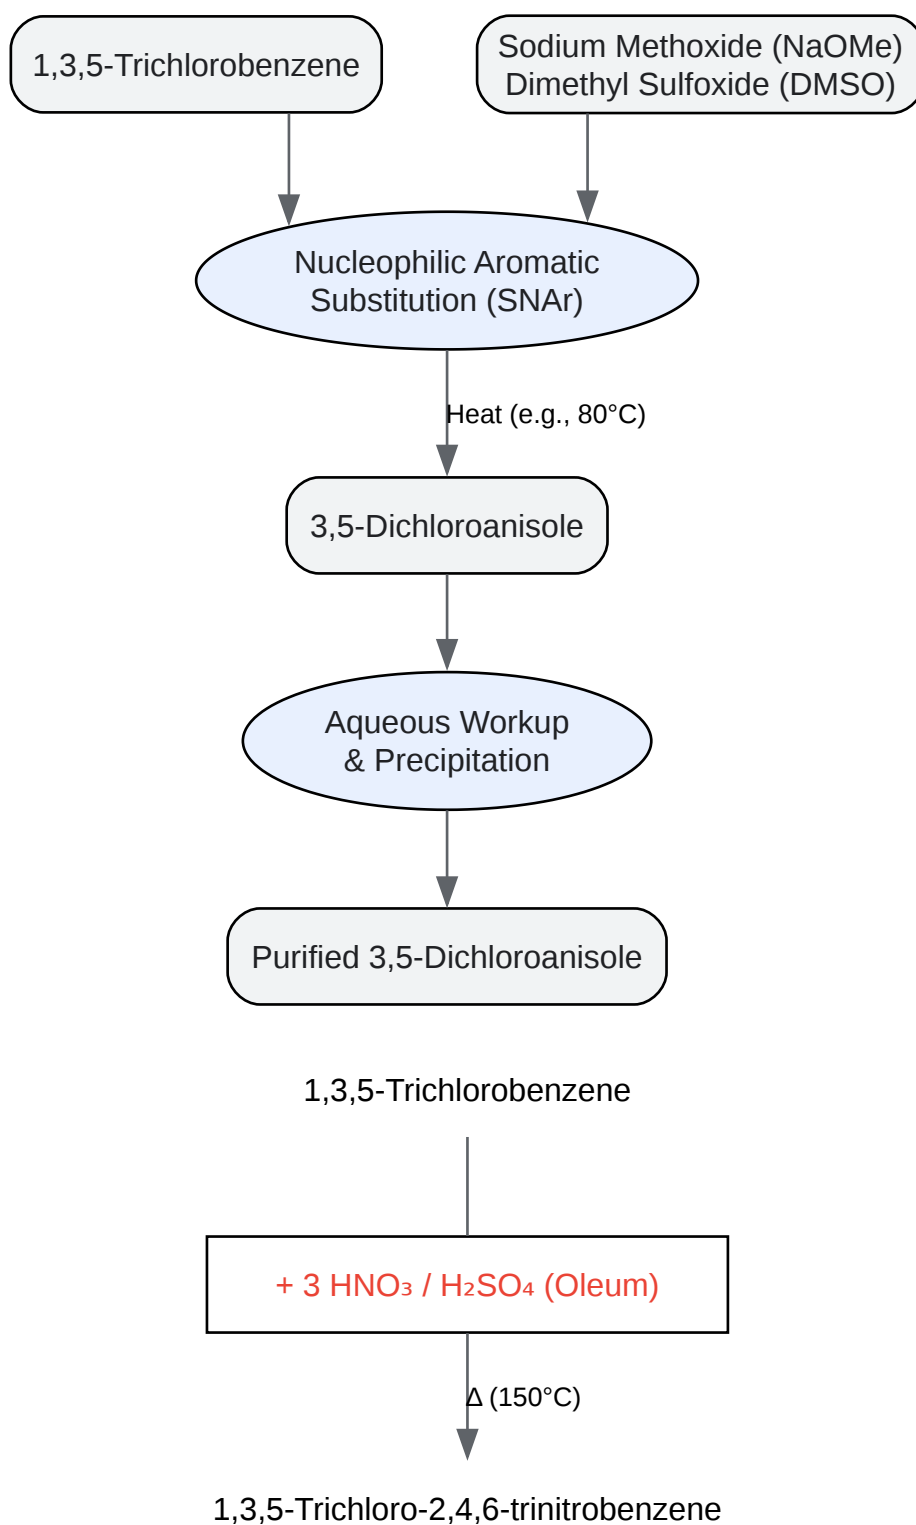 1,3,5-Trichlorobenzene
Sodium Methoxide (NaOMe)
Dimethyl Sulfoxide (DMSO)
Nucleophilic Aromatic
Substitution (SNAr)
Heat (e.g., 80°C)
3,5-Dichloroanisole
Aqueous Workup
& Precipitation
Purified 3,5-Dichloroanisole
1,3,5-Trichlorobenzene
+ 3 HNO₃ / H₂SO₄ (Oleum)
Δ (150°C)
1,3,5-Trichloro-2,4,6-trinitrobenzene